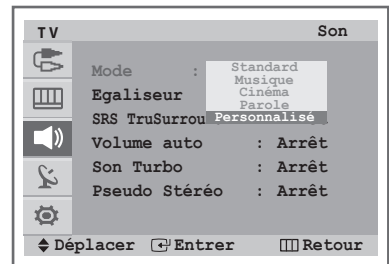 TV Son
Mode : Standard
Musique
Egaliseur Cinéma
Parole
SRS TruSurrou Personnalisé
Volume auto : Arrêt
Son Turbo : Arrêt
Pseudo Stéréo : Arrêt
Déplacer Entrer Retour